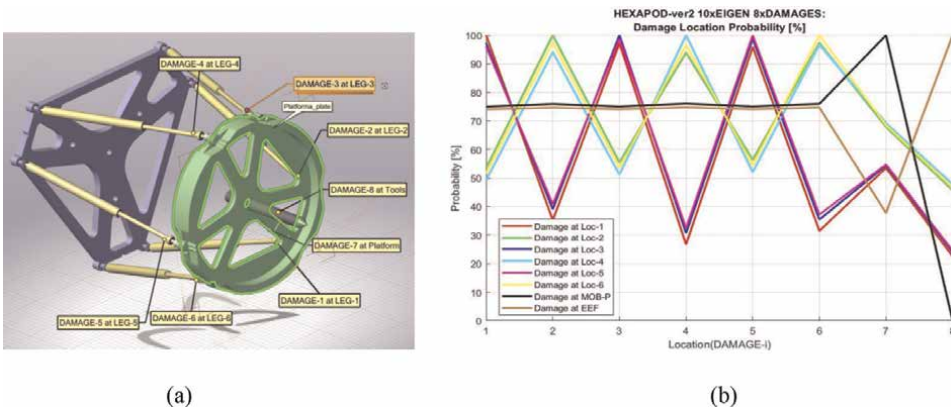 DAMAGE-4 at LEG-4
DAMAGE-3 at LEG-3
Platforma_plate
DAMAGE-2 at LEG-2
DAMAGE-8 at Tools
DAMAGE-7 at Platform
DAMAGE-1 at LEG-1
DAMAGE-5 at LEG-5
DAMAGE-6 at LEG-6
(a)
HEXAPOD-ver2 10xEIGEN 8xDAMAGES:
Damage Location Probability [%]
Probability [%]
100
90
80
70
60
50
40
30
20
10
0
Damage at Loc-1
Damage at Loc-2
Damage at Loc-3
Damage at Loc-4
Damage at Loc-5
Damage at Loc-6
Damage at MOB-P
Damage at EEF
1 2 3 4 5 6 7 8
Location(DAMAGE-i)
(b)